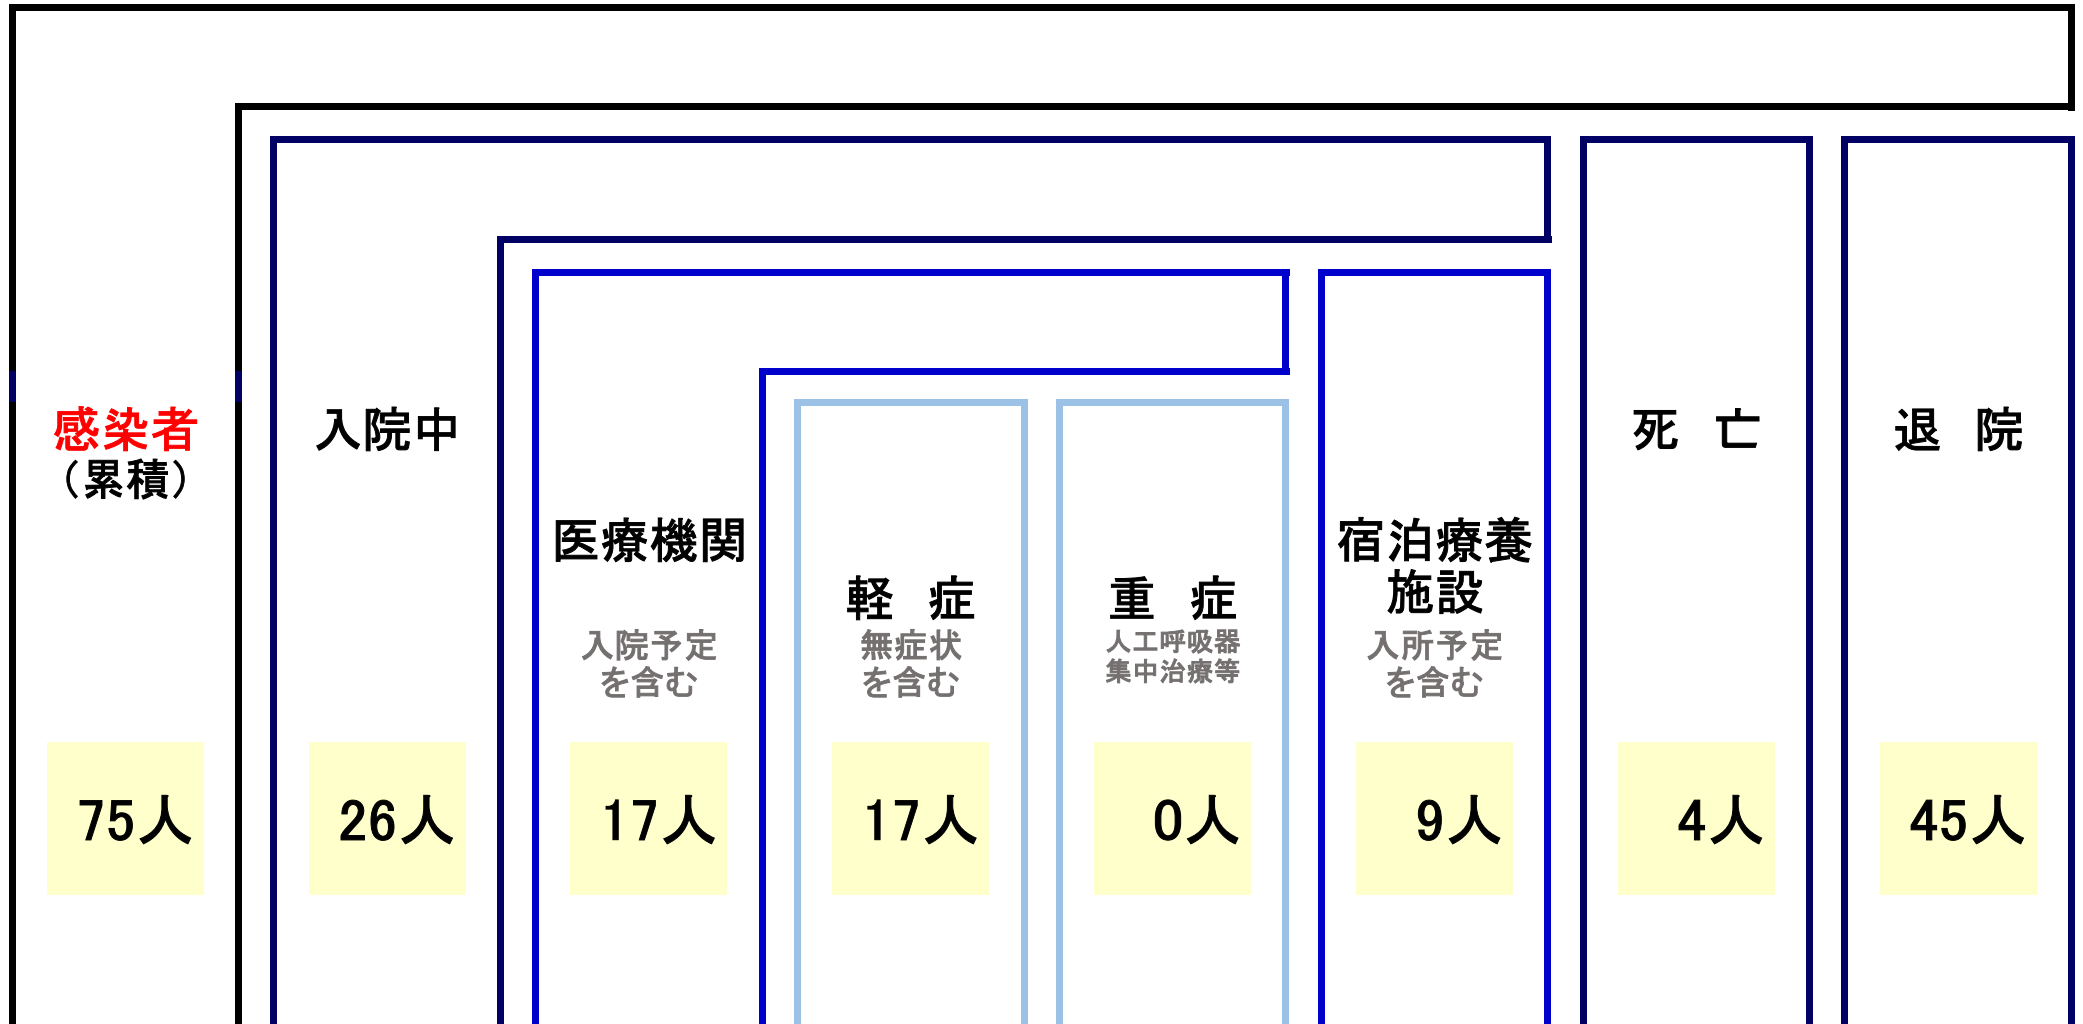 感染者
（累積）
75人
入院中
26人
医療機関
入院予定
を含む
17人
軽　症
無症状
を含む
17人
重　症
人工呼吸器
集中治療等
0人
宿泊療養
施設
入所予定
を含む
9人
死　亡
4人
退　院
45人